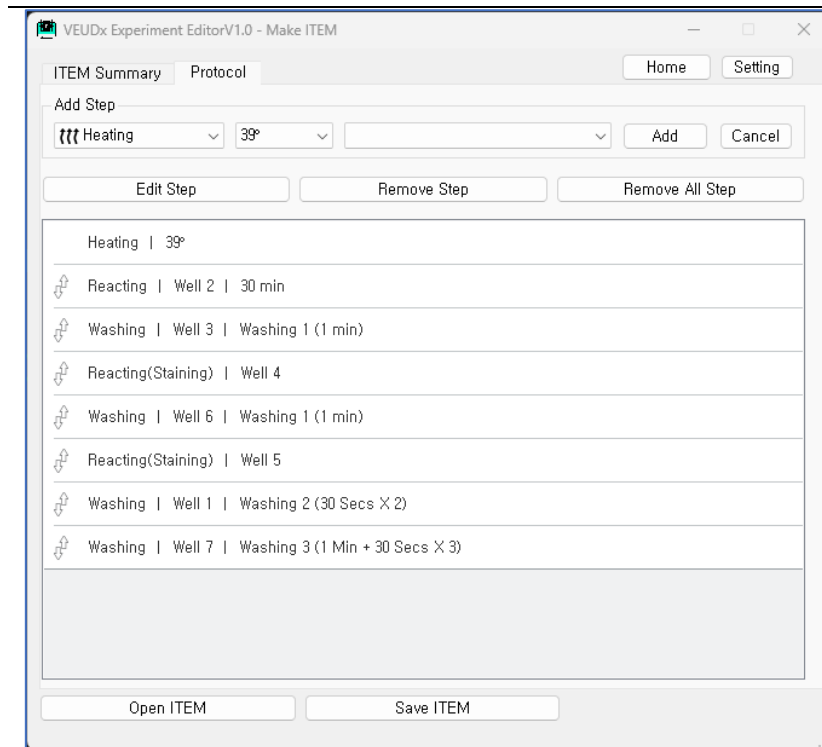 VEUDx Experiment EditorV1.0 - Make ITEM
ITEM Summary Protocol Home Setting
Add Step
Heating 39° Add Cancel
Edit Step Remove Step Remove All Step
Heating | 39°
Reacting | Well 2 | 30 min
Washing | Well 3 | Washing 1 (1 min)
Reacting(Staining) | Well 4
Washing | Well 6 | Washing 1 (1 min)
Reacting(Staining) | Well 5
Washing | Well 1 | Washing 2 (30 Secs X 2)
Washing | Well 7 | Washing 3 (1 Min + 30 Secs X 3)
Open ITEM Save ITEM